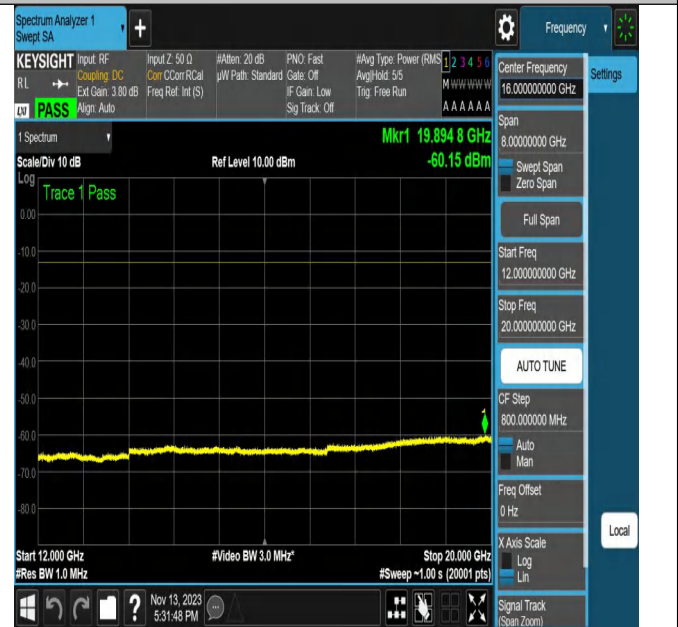 Spectrum Analyzer 1
Swept SA
Frequency
KEYSIGHT
RL
LXI
PASS
Input: RF
Coupling: DC
Ext Gain: 3.80 dB
Align: Auto
Input Z: 50 Ω
Corr CCorr RCal
Freq Ref: Int (S)
#Atten: 20 dB
µW Path: Standard
PNO: Fast
Gate: Off
IF Gain: Low
Sig Track: Off
#Avg Type: Power (RMS
Avg|Hold: 5/5
Trig: Free Run
1 2 3 4 5 6
M W W W W W
A A A A A A
1 Spectrum
Scale/Div 10 dB
Ref Level 10.00 dBm
Mkr1 19.894 8 GHz
-60.15 dBm
Log
Trace 1 Pass
0.00
-10.0
-20.0
-30.0
-40.0
-50.0
-60.0
-70.0
-80.0
1
Start 12.000 GHz
#Res BW 1.0 MHz
#Video BW 3.0 MHz*
Stop 20.000 GHz
#Sweep ~1.00 s (20001 pts)
Center Frequency
16.000000000 GHz
Settings
Span
8.00000000 GHz
Swept Span
Zero Span
Full Span
Start Freq
12.000000000 GHz
Stop Freq
20.000000000 GHz
AUTO TUNE
CF Step
800.000000 MHz
Auto
Man
Freq Offset
0 Hz
X Axis Scale
Log
Lin
Local
Signal Track
(Span Zoom)
?
Nov 13, 2023
5:31:48 PM